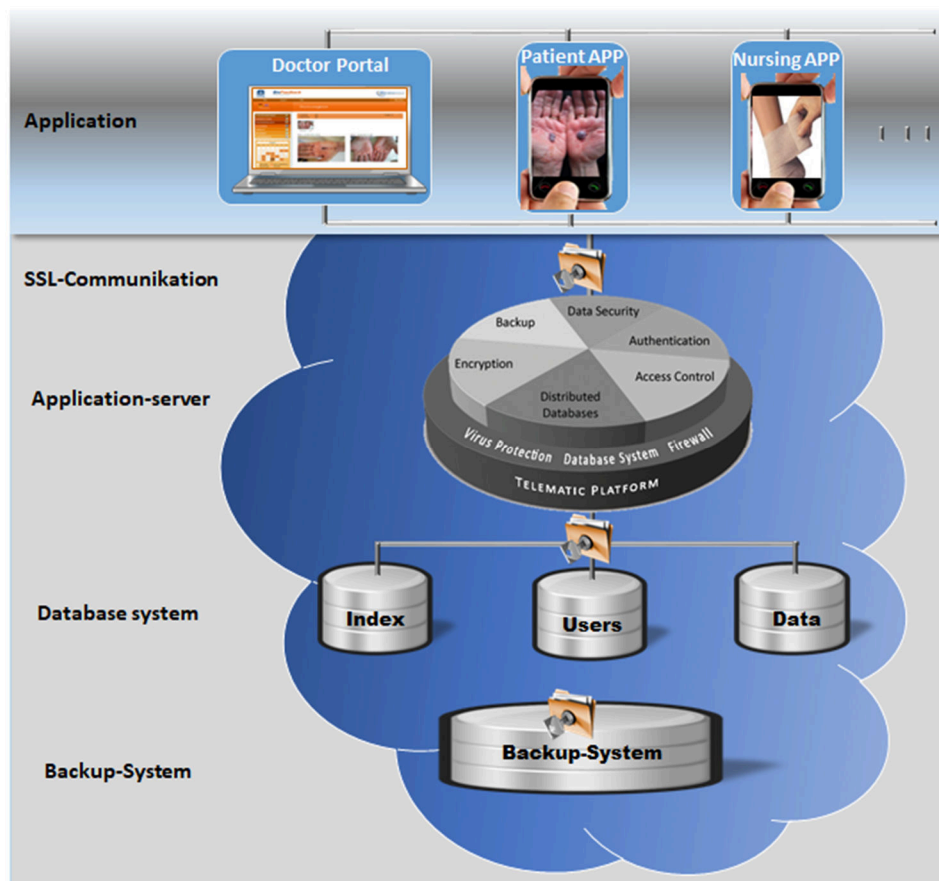 Doctor Portal
Patient APP
Nursing APP
Application
SSL-Communikation
Data Security
Backup
Authentication
Encryption
Access Control
Distributed
Databases
Application-server
Virus Protection Database System Firewall
TELEMATIC PLATFORM
Database system
Index
Users
Data
Backup-System
Backup-System